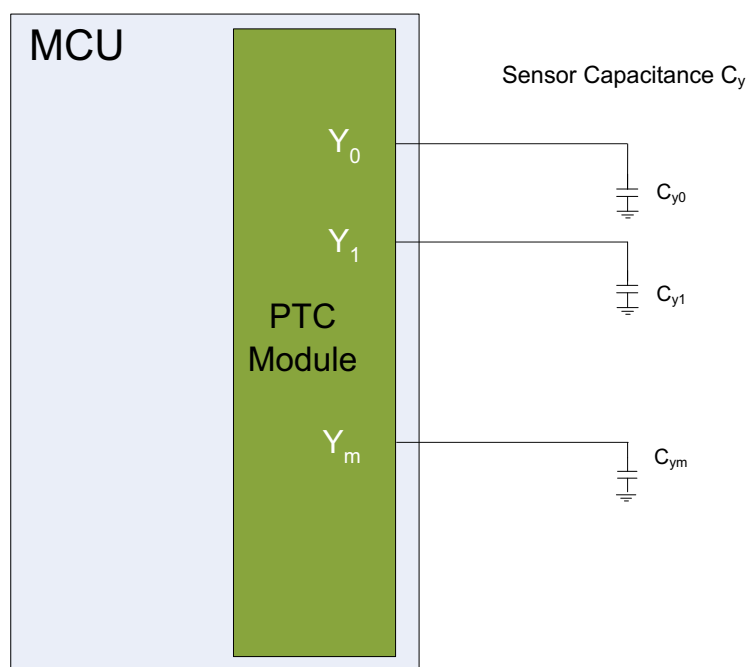 MCU
Sensor Capacitance Cy
Y0
Cy0
Y1
Cy1
PTC
Module
Ym
Cym